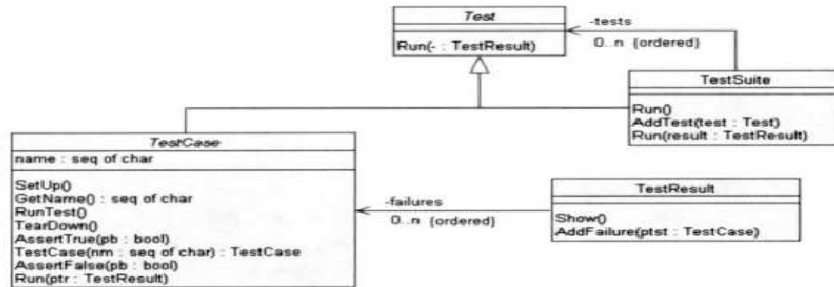 Test
Run(- : TestResult)
-tests
0..n {ordered}
TestSuite
Run()
AddTest(test : Test)
Run(result : TestResult)
TestCase
name : seq of char
SetUp()
GetName() : seq of char
RunTest()
TearDown()
AssertTrue(pb : bool)
TestCase(nm : seq of char) : TestCase
AssertFalse(pb : bool)
Run(ptr : TestResult)
-failures
0..n {ordered}
TestResult
Show()
AddFailure(ptst : TestCase)